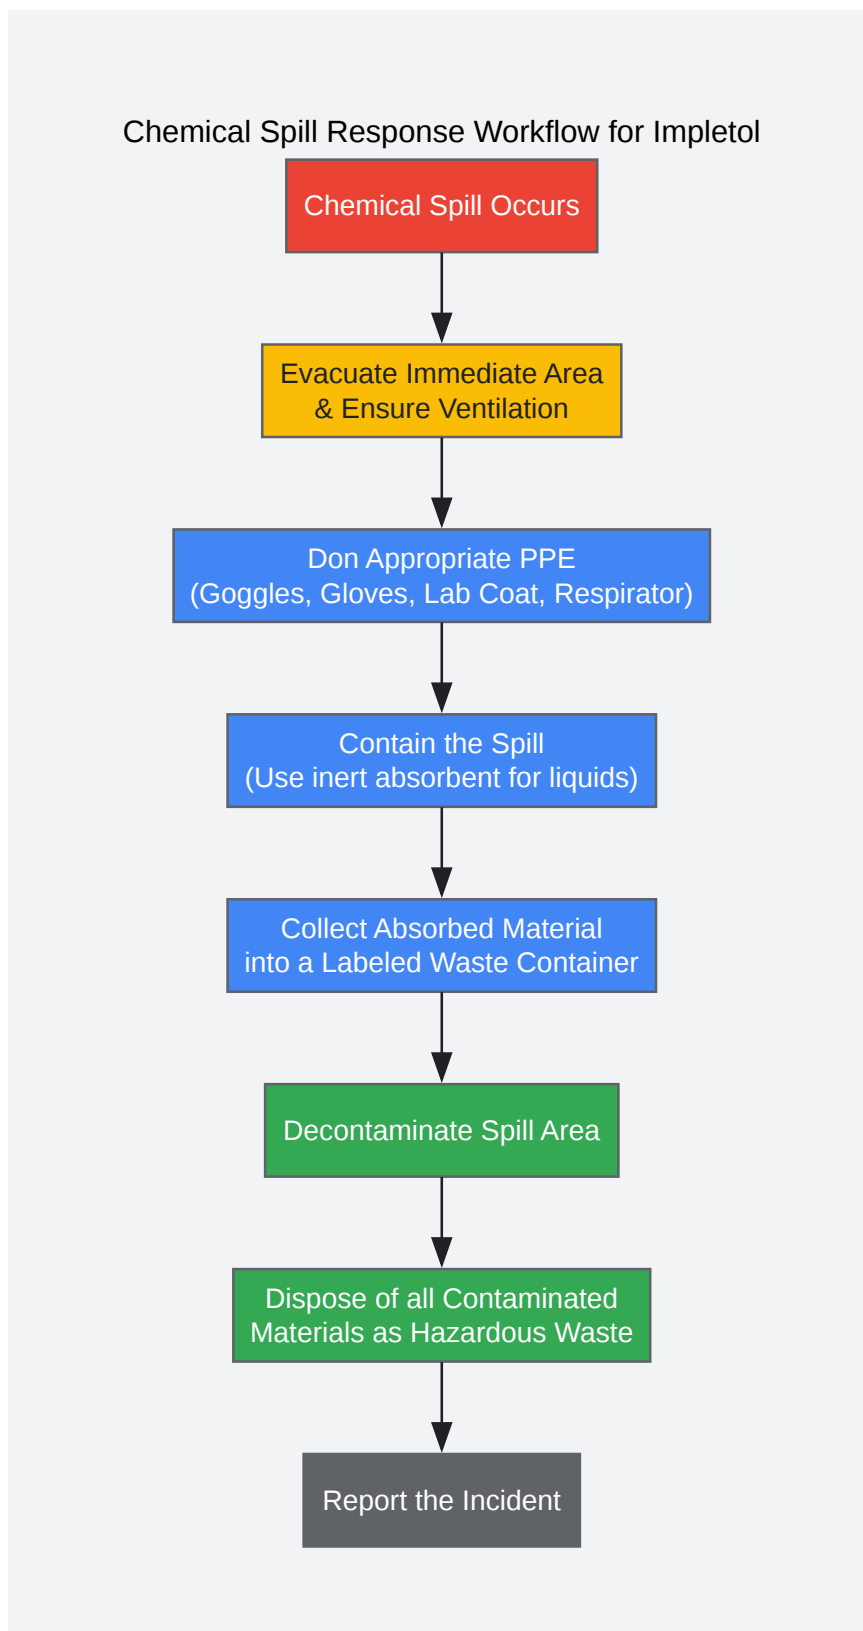 Chemical Spill Response Workflow for Impletol
Chemical Spill Occurs
Evacuate Immediate Area
& Ensure Ventilation
Don Appropriate PPE
(Goggles, Gloves, Lab Coat, Respirator)
Contain the Spill
(Use inert absorbent for liquids)
Collect Absorbed Material
into a Labeled Waste Container
Decontaminate Spill Area
Dispose of all Contaminated
Materials as Hazardous Waste
Report the Incident